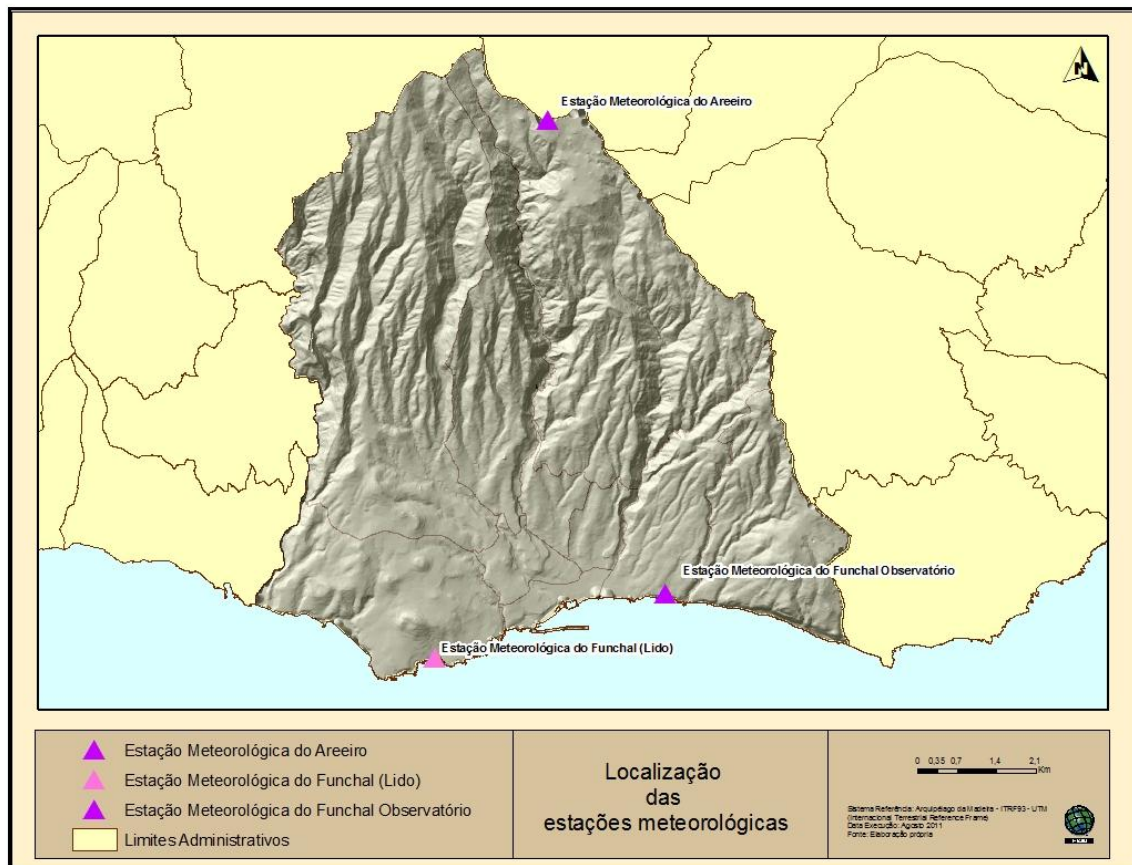 N
Estação Meteorológica do Areeiro
Estação Meteorológica do Funchal Observatório
Estação Meteorológica do Funchal (Lido)
Estação Meteorológica do Areeiro
Estação Meteorológica do Funchal (Lido)
Estação Meteorológica do Funchal Observatório
Limites Administrativos
Localização
das
estações meteorológicas
0 0,35 0,7 1,4 2,1
Km
Sistema Referência: Arquipélago da Madeira - ITRF93 - UTM
(Internacional Terrestrial Reference Frame)
Data Execução: Agosto 2011
Fonte: Elaboração própria